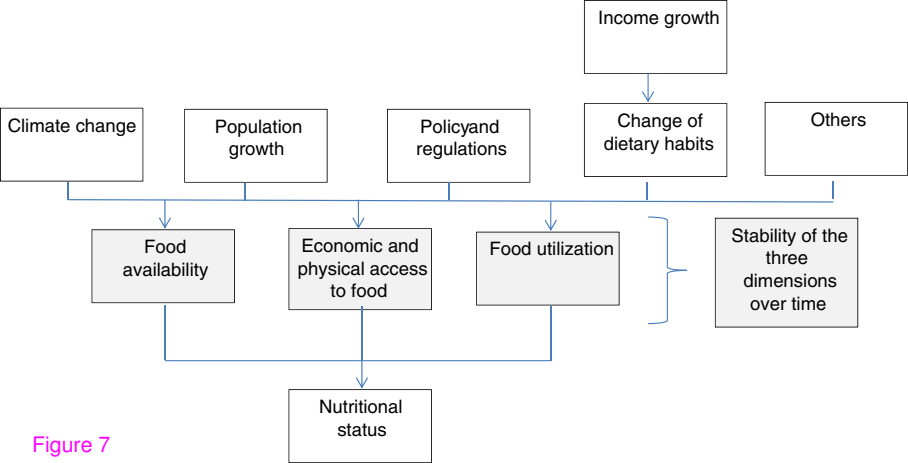 Income growth
Climate change
Population
growth
Policyand
regulations
Change of
dietary habits
Others
Food
availability
Economic and
physical access
to food
Food utilization
Stability of the
three
dimensions
over time
Nutritional
status
Figure 7